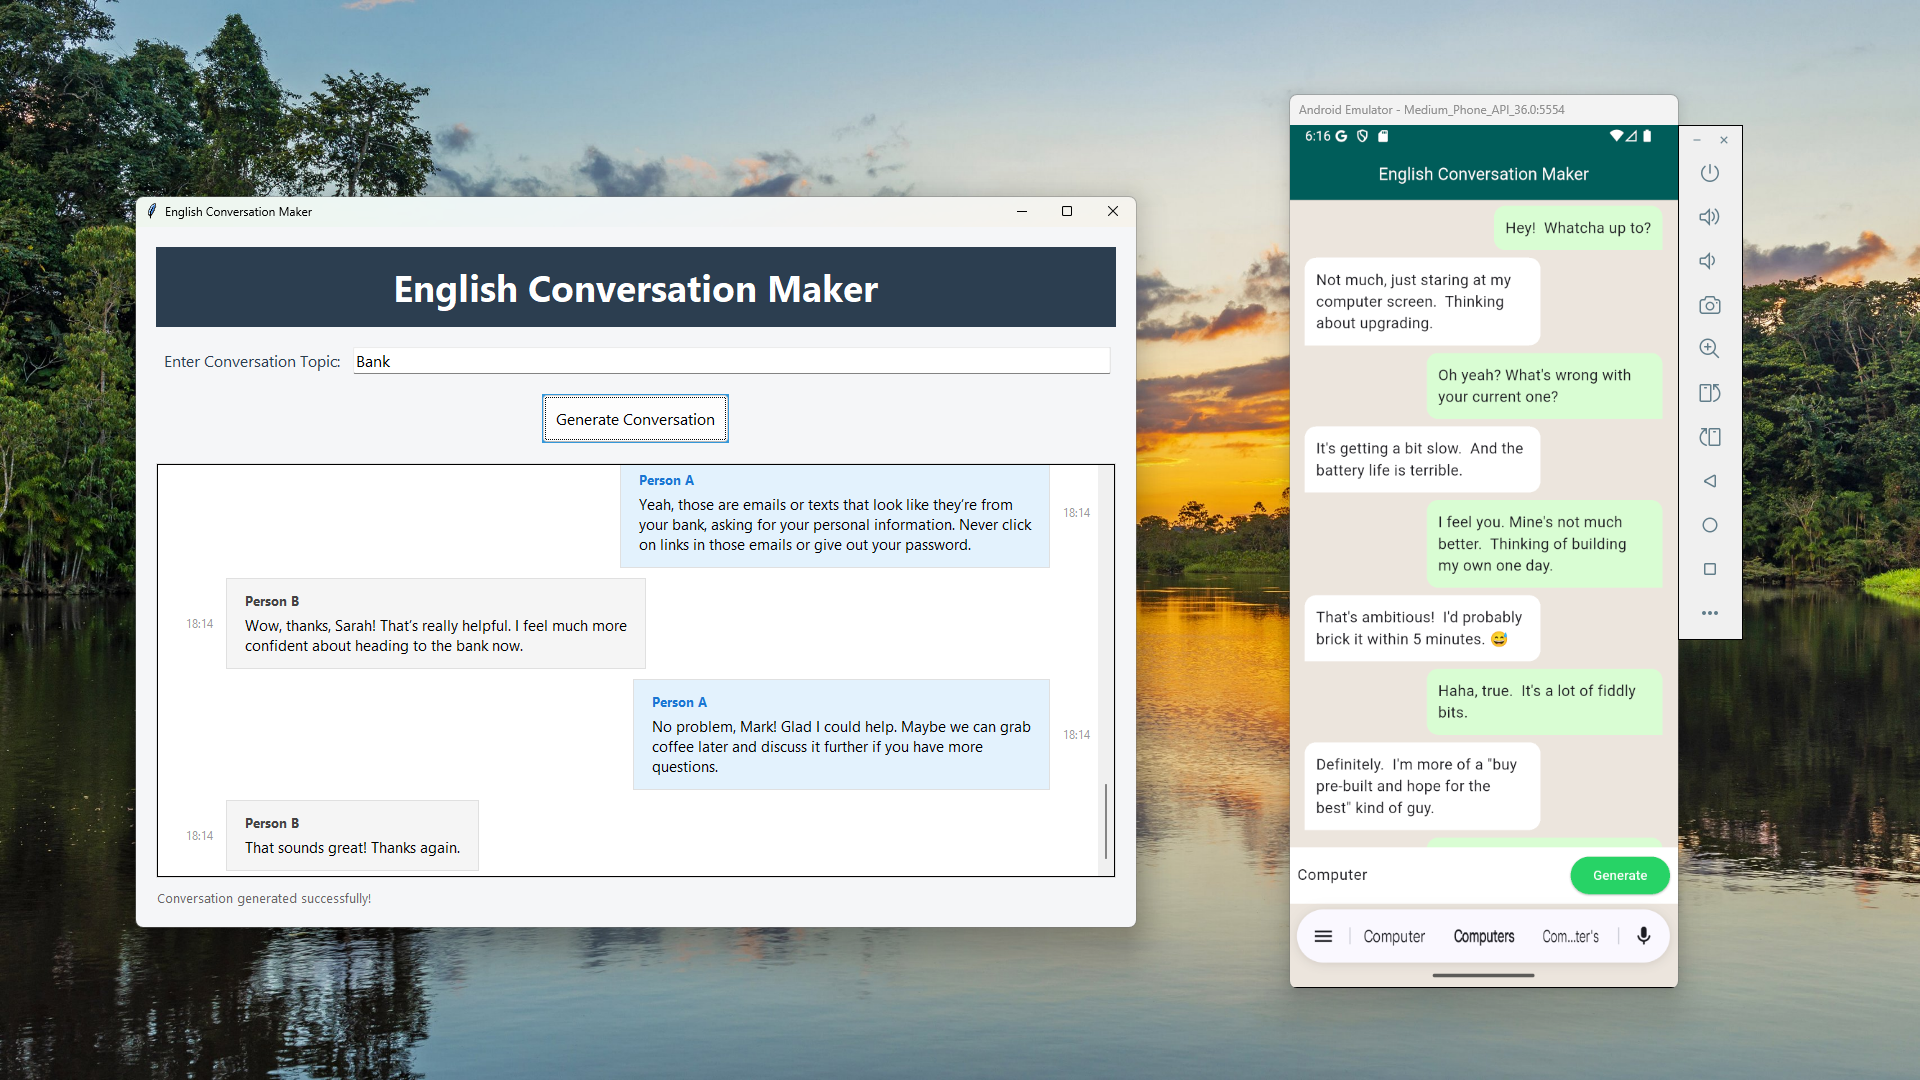 English Conversation Maker
English Conversation Maker
Enter Conversation Topic:
Bank
Generate Conversation
Person A
Yeah, those are emails or texts that look like they’re from
your bank, asking for your personal information. Never click
on links in those emails or give out your password.
18:14
Person B
18:14
Wow, thanks, Sarah! That’s really helpful. I feel much more
confident about heading to the bank now.
Person A
No problem, Mark! Glad I could help. Maybe we can grab
coffee later and discuss it further if you have more
questions.
18:14
Person B
18:14
That sounds great! Thanks again.
Conversation generated successfully!
Android Emulator - Medium_Phone_API_36.0:5554
6:16
English Conversation Maker
Hey!  Whatcha up to?
Not much, just staring at my
computer screen.  Thinking
about upgrading.
Oh yeah? What's wrong with
your current one?
It's getting a bit slow.  And the
battery life is terrible.
I feel you. Mine's not much
better.  Thinking of building
my own one day.
That's ambitious!  I'd probably
brick it within 5 minutes. 😅
Haha, true.  It's a lot of fiddly
bits.
Definitely.  I'm more of a "buy
pre-built and hope for the
best" kind of guy.
Computer
Generate
Computer
Computers
Com...ter's